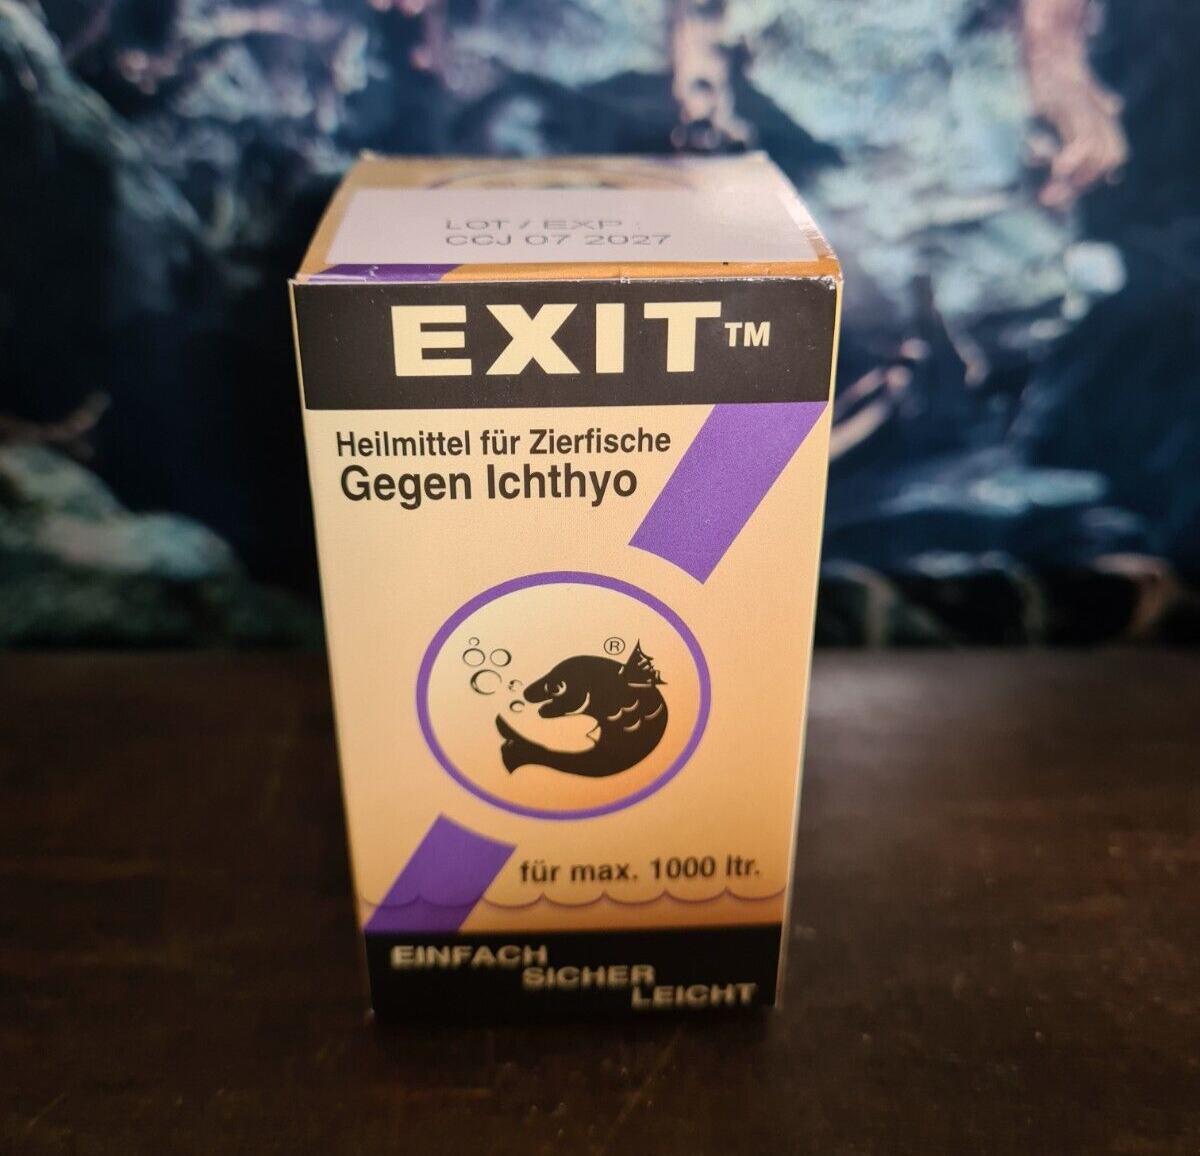 LOT / EXP :
CCJ 07 2027
EXIT™
Heilmittel für Zierfische
Gegen Ichthyo
®
für max. 1000 ltr.
EINFACH
SICHER
LEICHT